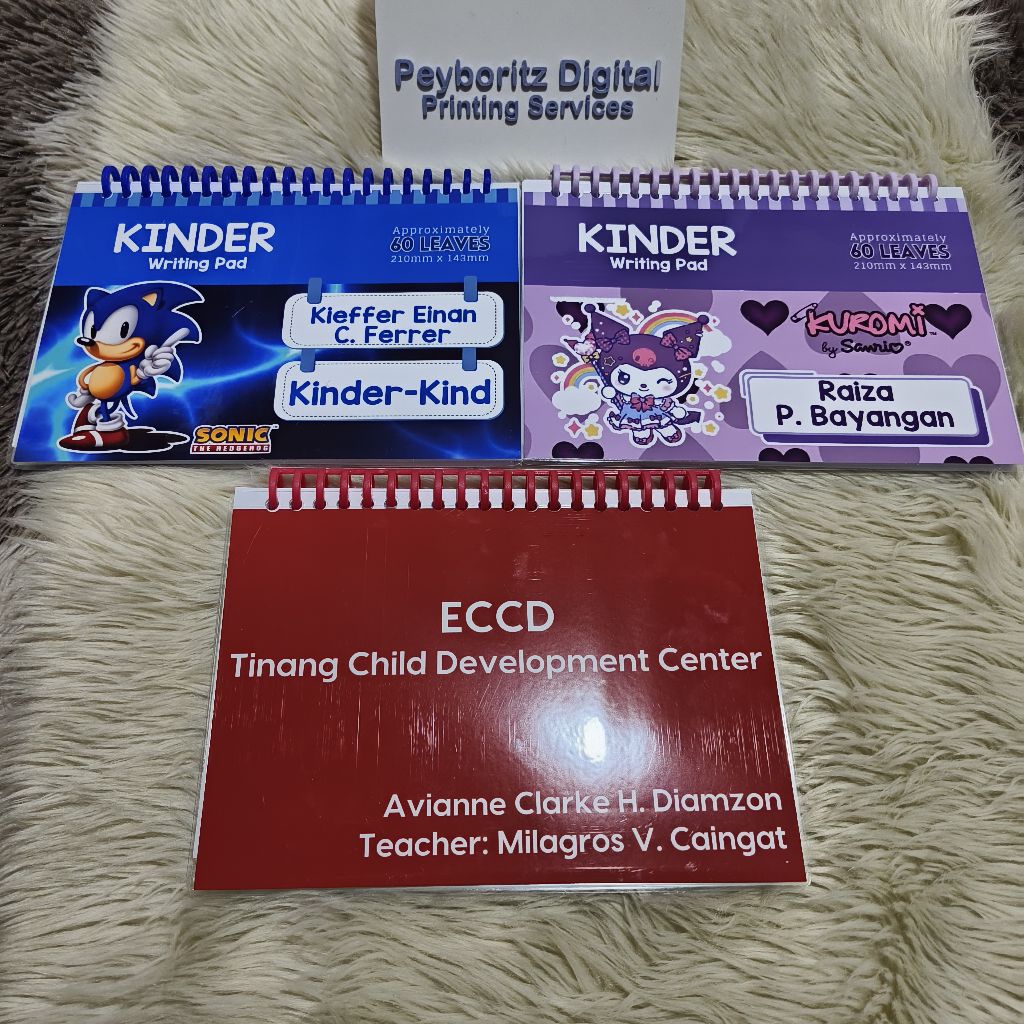 Peyboritz Digital
Printing Services
KINDER
Writing Pad
Approximately
60 LEAVES
210mm x 143mm
Kieffer Einan
C. Ferrer
Kinder-Kind
SONIC
THE HEDGEHOG
KINDER
Writing Pad
Approximately
60 LEAVES
210mm x 143mm
KUROMi™
by Sanrio®
Raiza
P. Bayangan
ECCD
Tinang Child Development Center
Avianne Clarke H. Diamzon
Teacher: Milagros V. Caingat